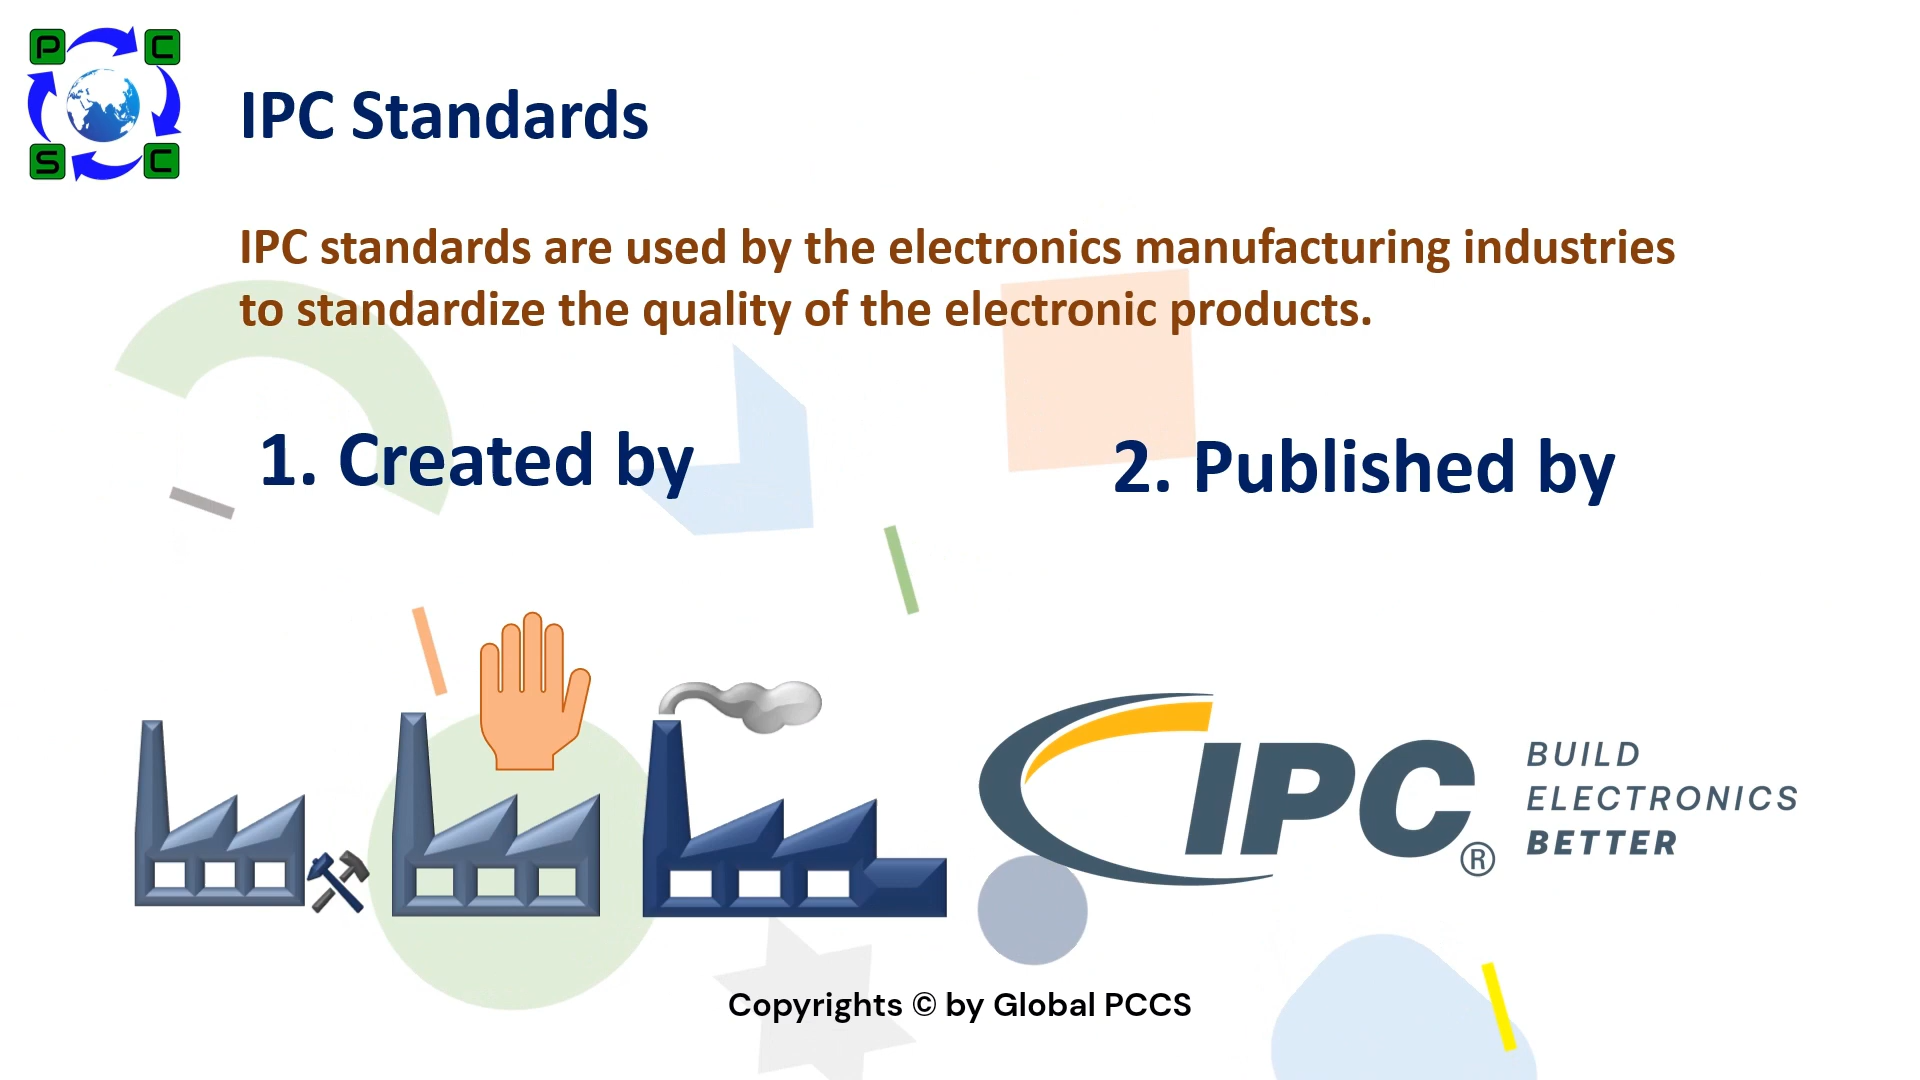 P C
S C
IPC Standards
IPC standards are used by the electronics manufacturing industries
to standardize the quality of the electronic products.
1. Created by
2. Published by
IPC®
BUILD
ELECTRONICS
BETTER
Copyrights © by Global PCCS